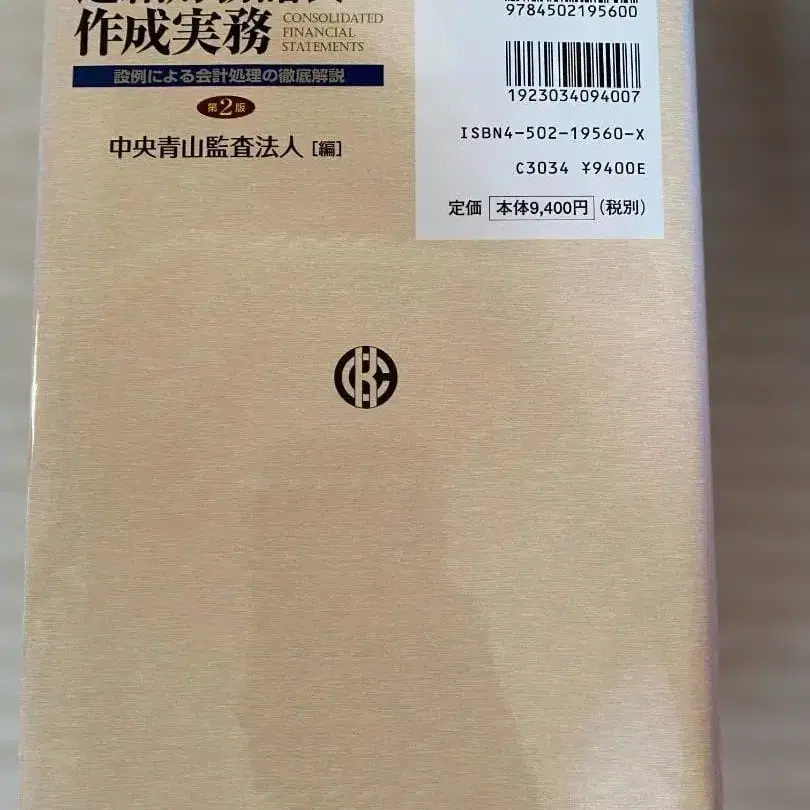 作成実務
CONSOLIDATED
FINANCIAL
STATEMENTS
設例による会計処理の徹底解説
第2版
中央青山監査法人[編]
9784502195600
1923034094007
ISBN4-502-19560-X
C3034 ¥9400E
定価 本体9,400円 (税別)